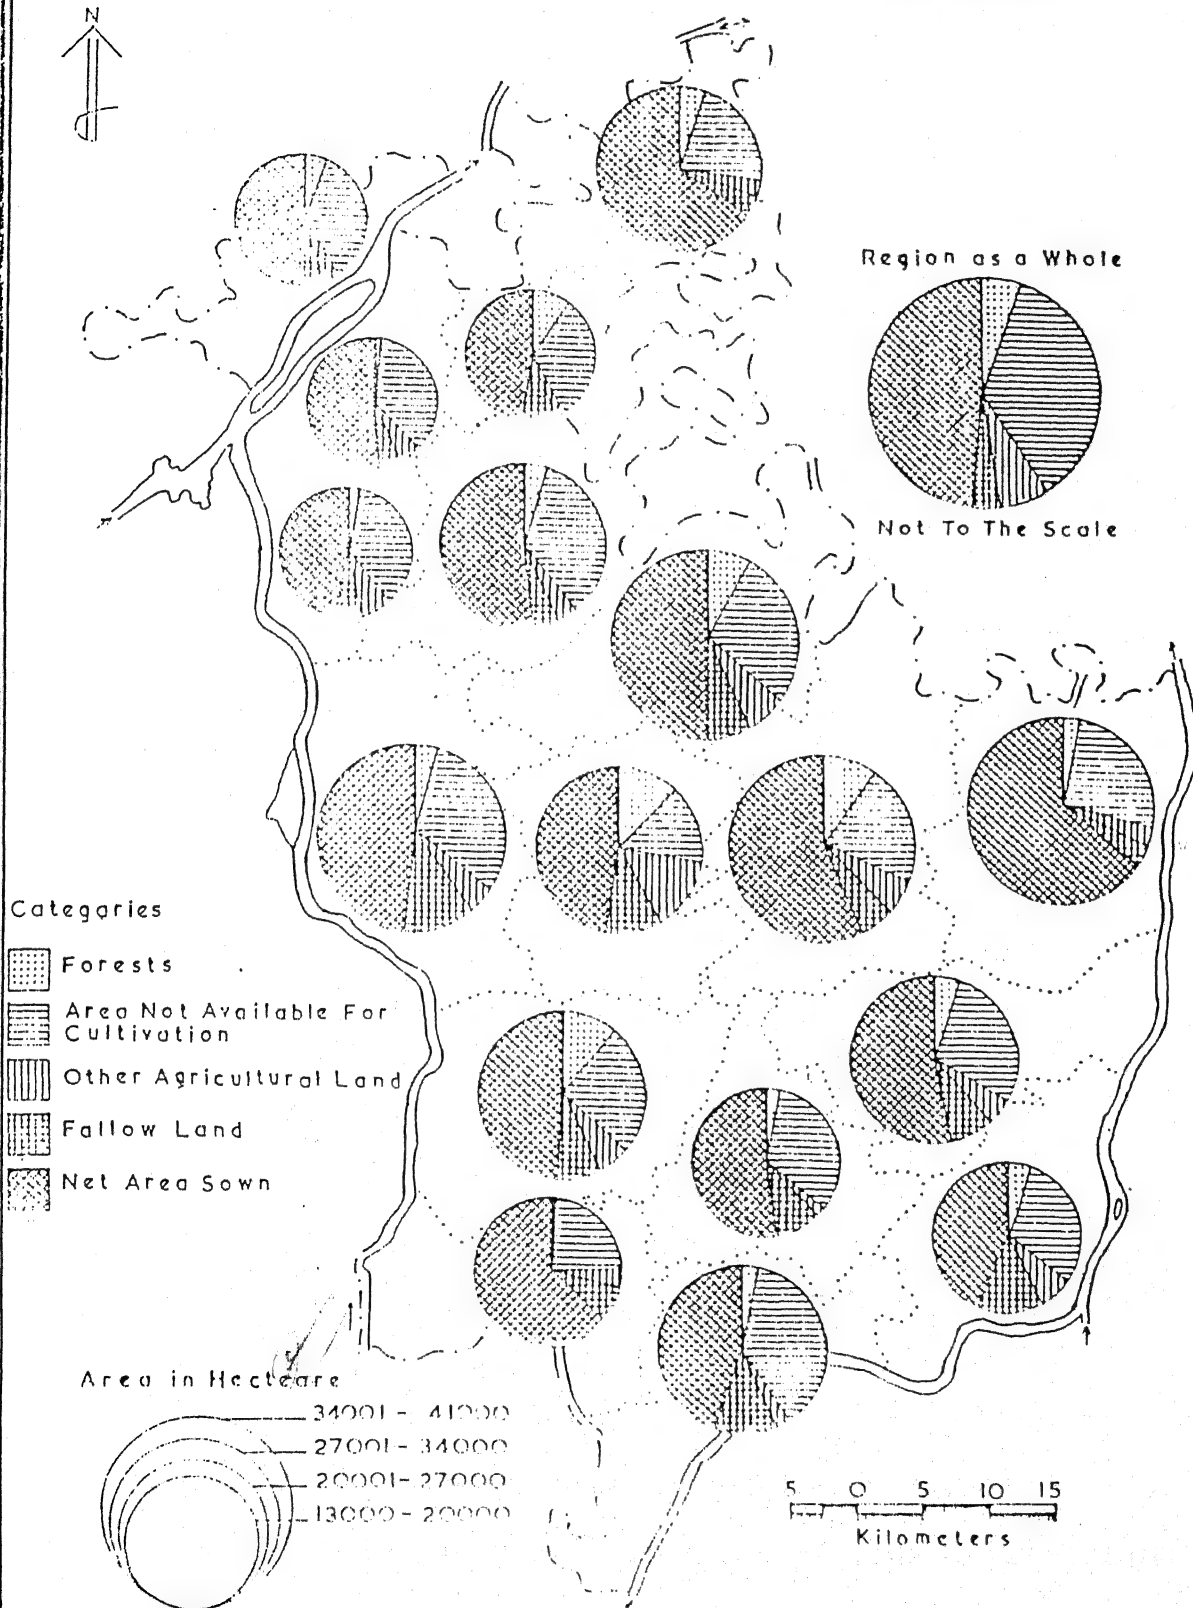 N
Region as a Whole
Not To The Scale
Categories
Forests
Area Not Available For
Cultivation
Other Agricultural Land
Fallow Land
Net Area Sown
Area in Hecteare
34001 - 41000
27001 - 34000
20001 - 27000
13000 - 20000
5 0 5 10 15
Kilometers